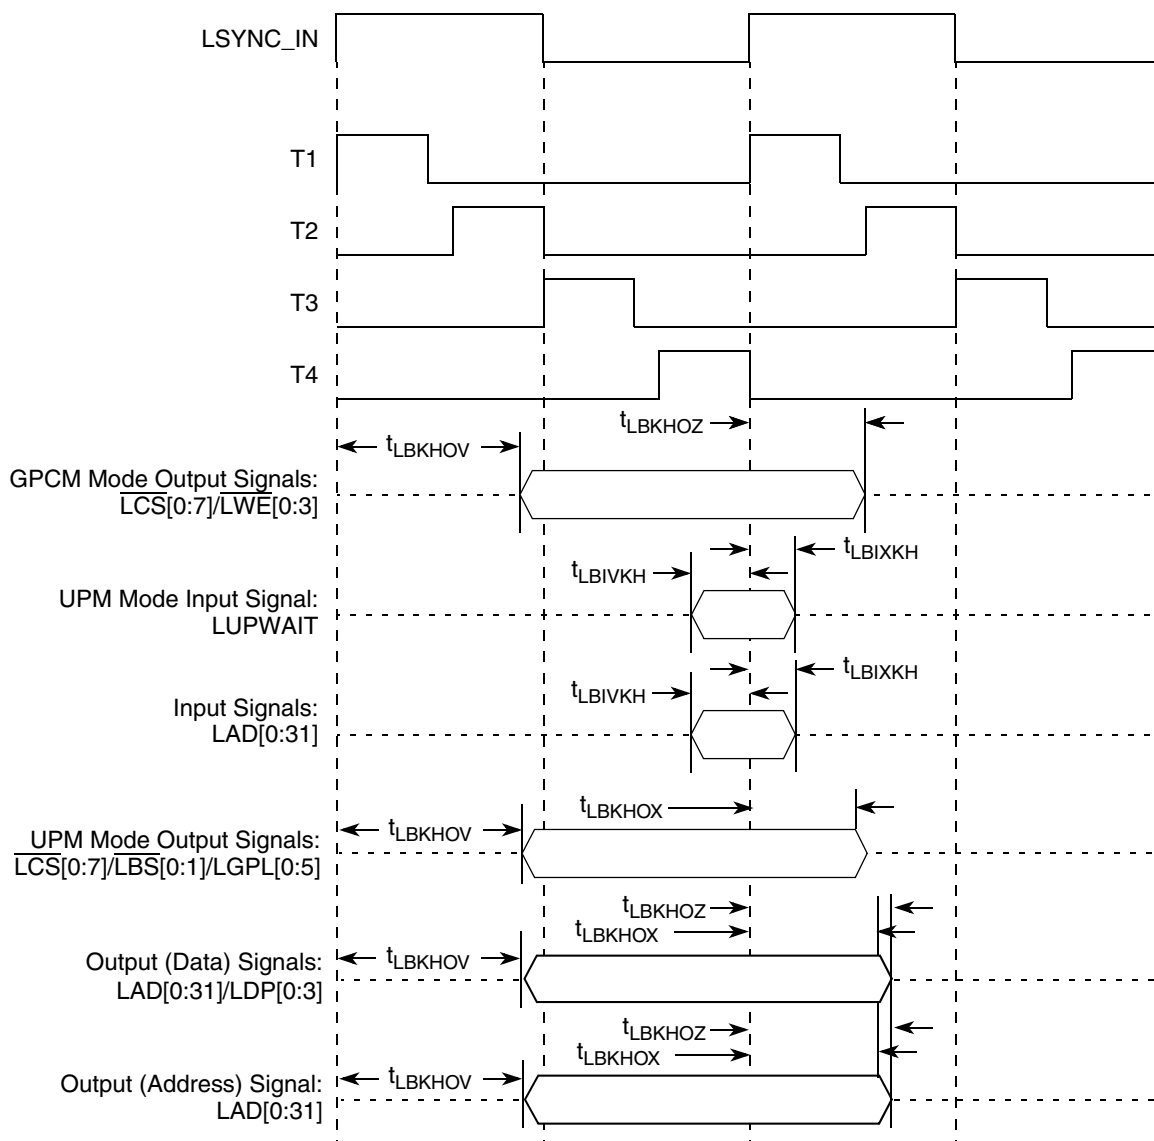 LSYNC_IN
T1
T2
T3
T4
tLBKHOZ
tLBKHOV
GPCM Mode Output Signals:
LCS[0:7]/LWE[0:3]
tLBIXKH
tLBIVKH
UPM Mode Input Signal:
LUPWAIT
tLBIXKH
tLBIVKH
Input Signals:
LAD[0:31]
tLBKHOX
tLBKHOV
UPM Mode Output Signals:
LCS[0:7]/LBS[0:1]/LGPL[0:5]
tLBKHOZ
tLBKHOX
tLBKHOV
Output (Data) Signals:
LAD[0:31]/LDP[0:3]
tLBKHOZ
tLBKHOX
tLBKHOV
Output (Address) Signal:
LAD[0:31]